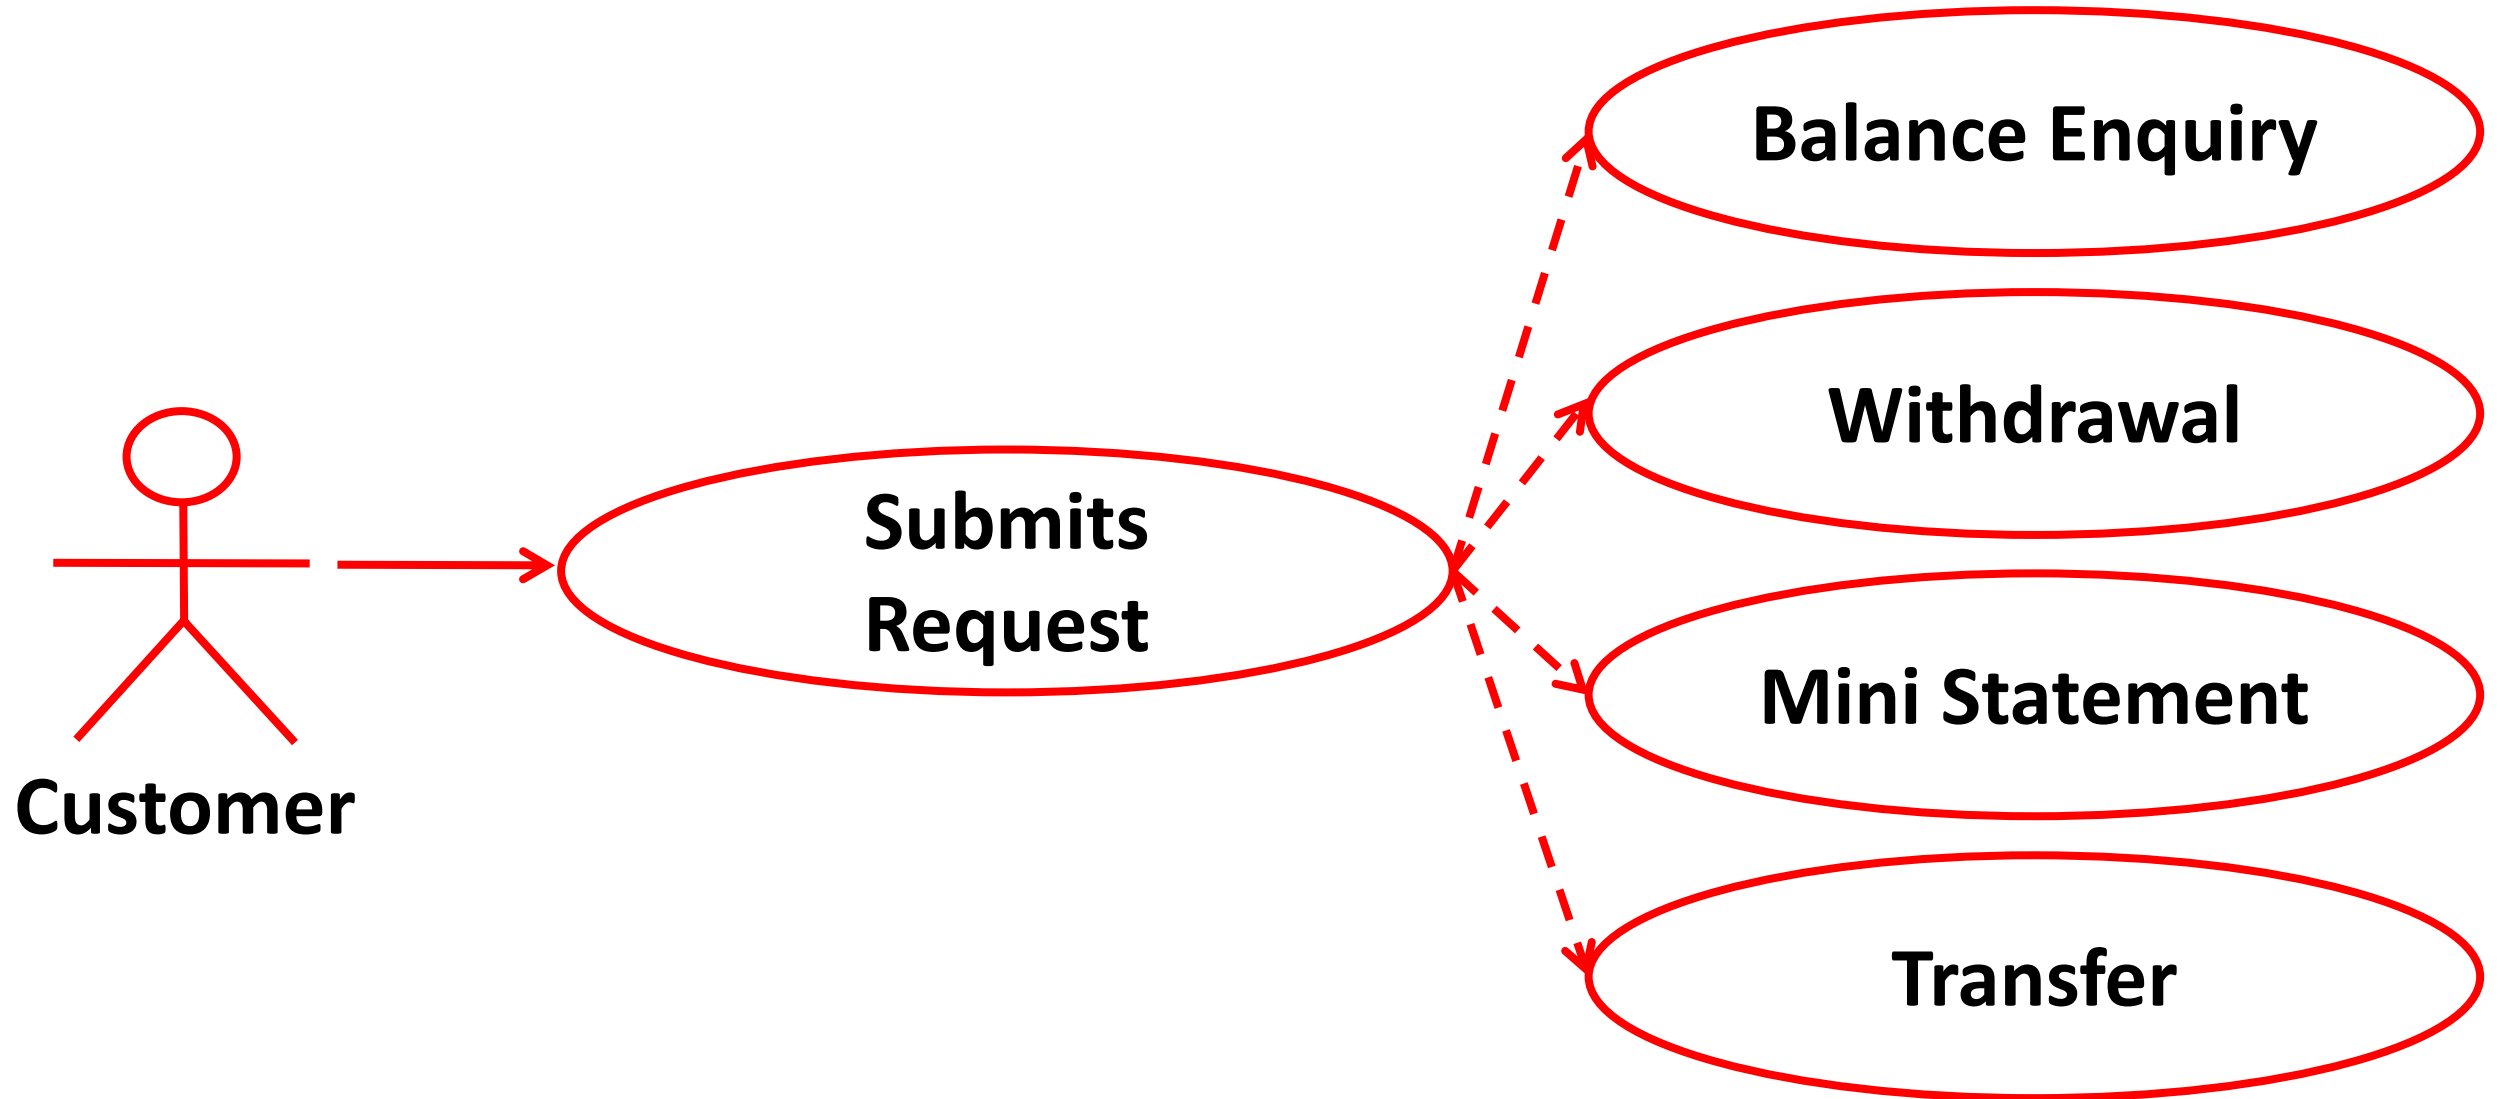 Balance Enquiry
Withdrawal
Submits
Request
Mini Statement
Customer
Transfer